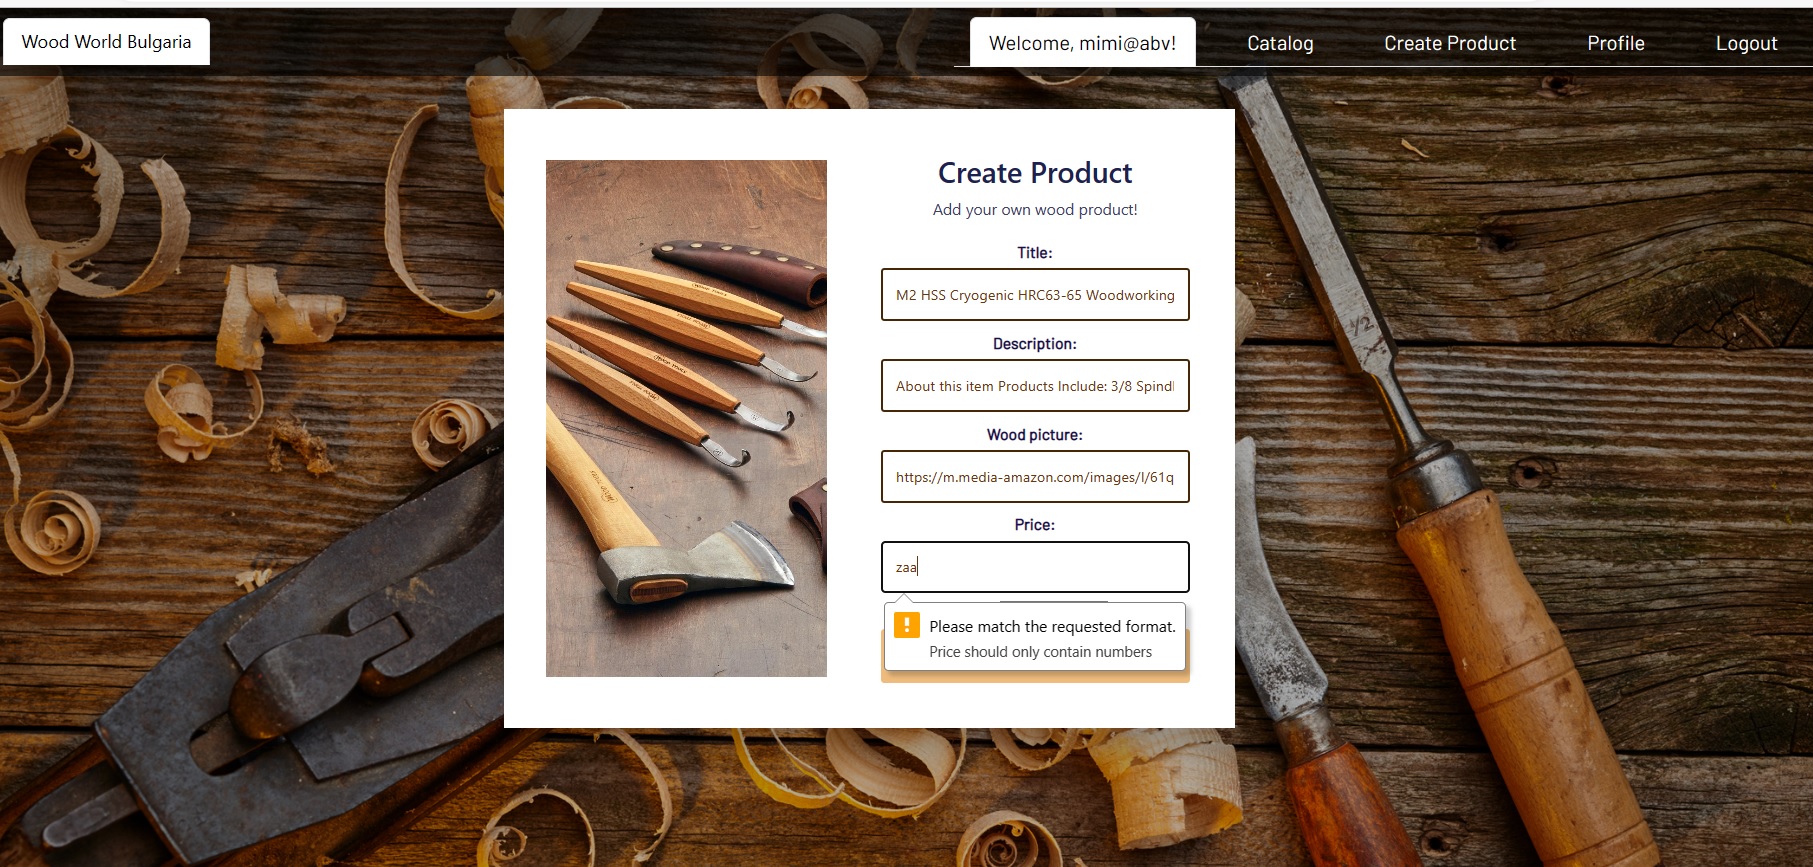 Wood World Bulgaria
Welcome, mimi@abv!
Catalog
Create Product
Profile
Logout
Create Product
Add your own wood product!
Title:
M2 HSS Cryogenic HRC63-65 Woodworking
Description:
About this item Products Include: 3/8 Spindl
Wood picture:
https://m.media-amazon.com/images/I/61q
Price:
zaa
Please match the requested format.
Price should only contain numbers
1/2